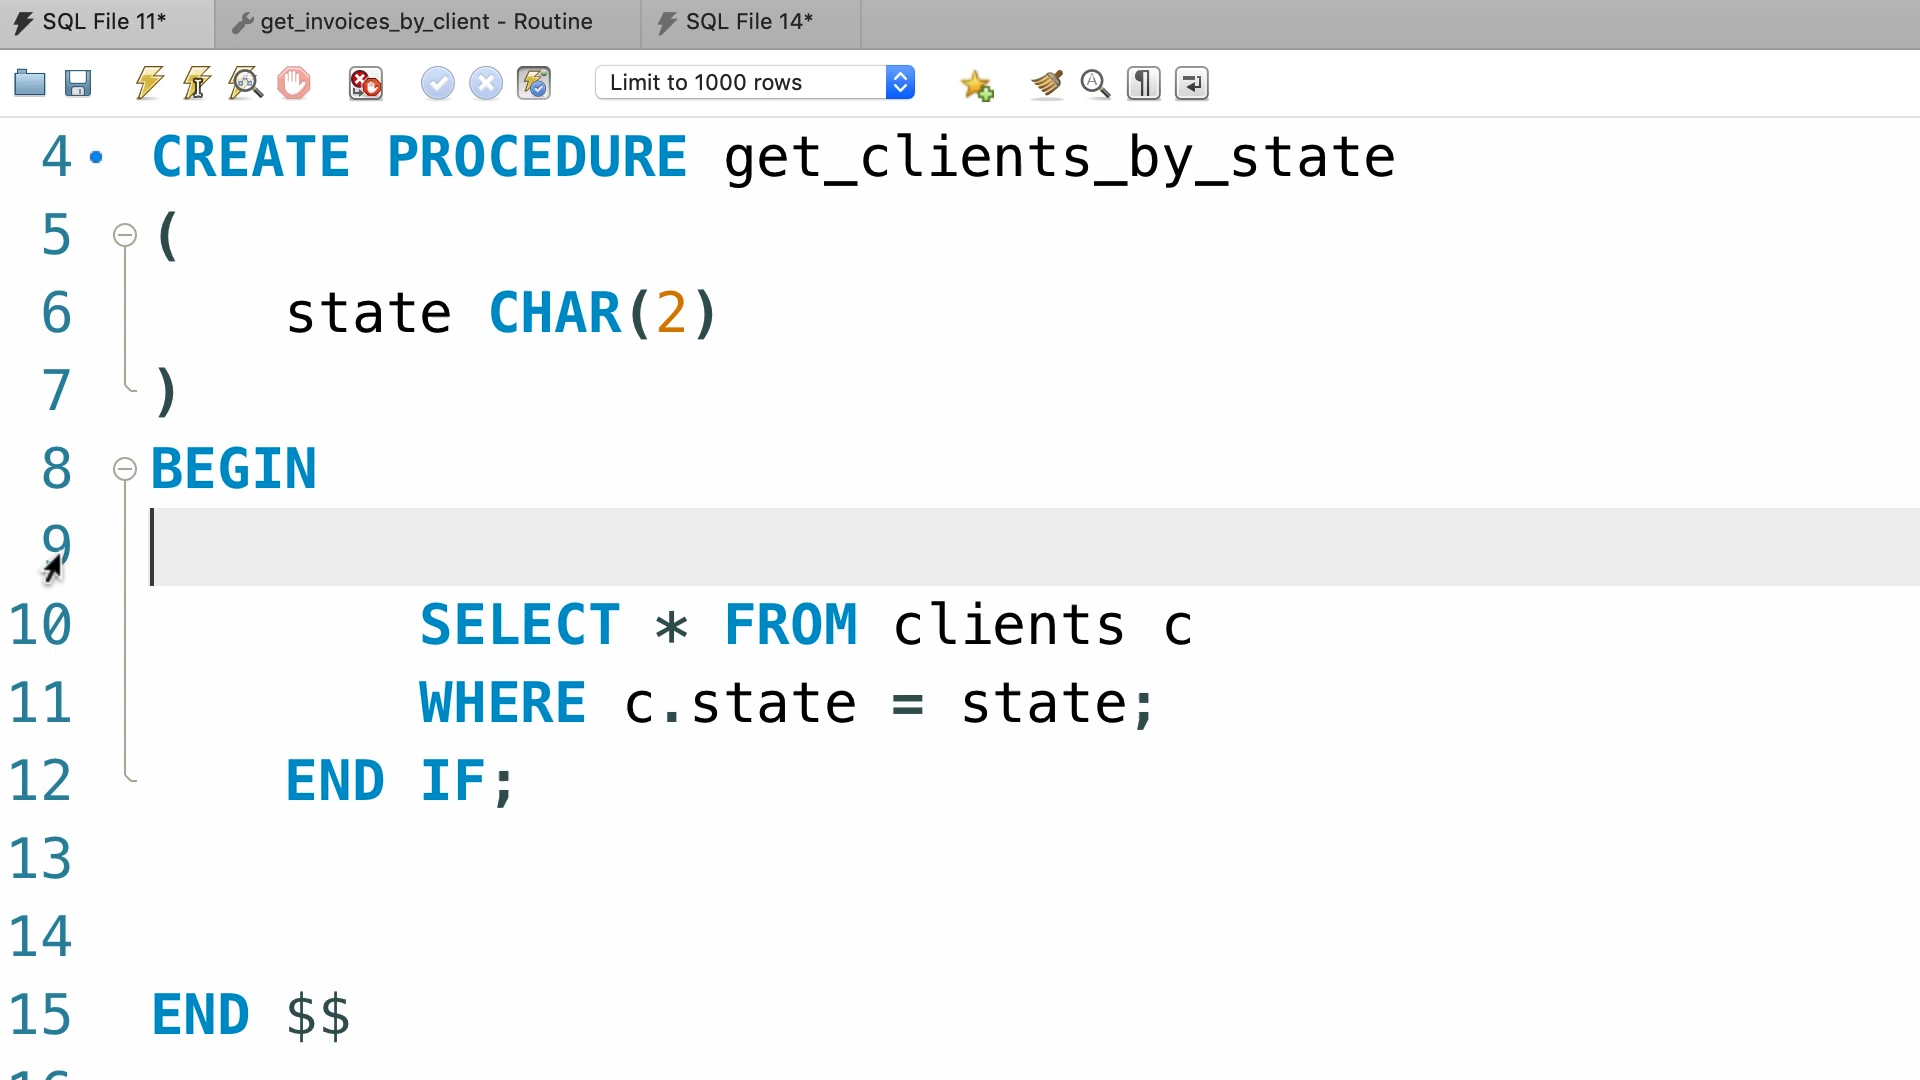 SQL File 11* get_invoices_by_client - Routine SQL File 14*
Limit to 1000 rows
4 CREATE PROCEDURE get_clients_by_state
5 (
6 state CHAR(2)
7 )
8 BEGIN
9
10 SELECT * FROM clients c
11 WHERE c.state = state;
12 END IF;
13
14
15 END $$